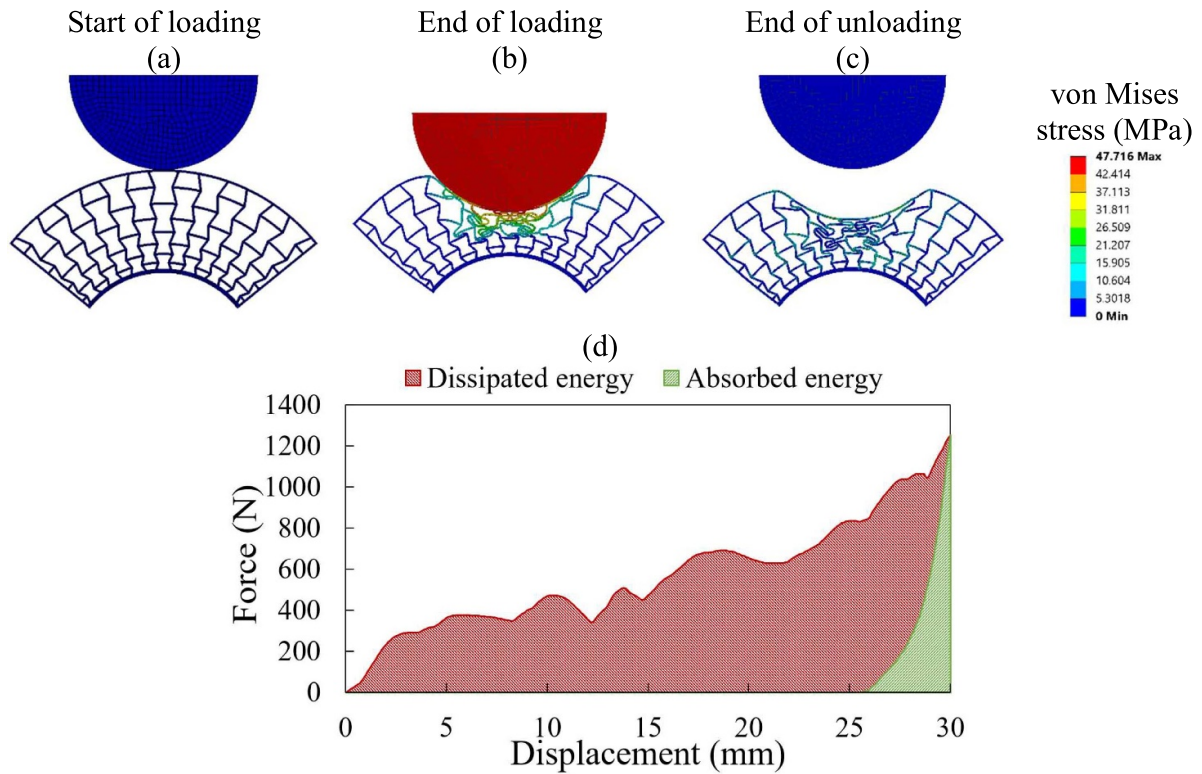 Start of loading
(a)
End of loading
(b)
End of unloading
(c)
von Mises
stress (MPa)
47.716 Max
42.414
37.113
31.811
26.509
21.207
15.905
10.604
5.3018
0 Min
(d)
Dissipated energy
Absorbed energy
1400
1200
1000
800
600
400
200
0
Force (N)
0 5 10 15 20 25 30
Displacement (mm)